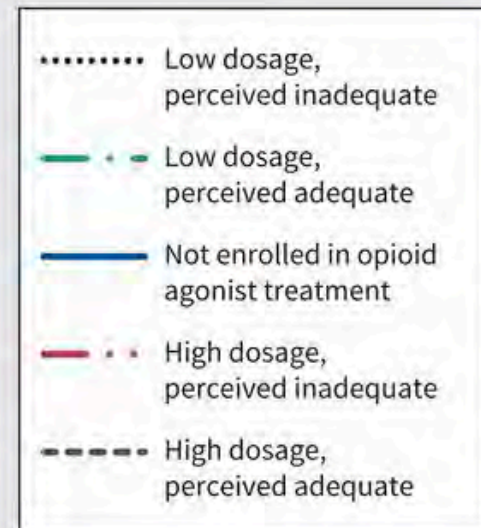 Low dosage,
perceived inadequate
Low dosage,
perceived adequate
Not enrolled in opioid
agonist treatment
High dosage,
perceived inadequate
High dosage,
perceived adequate